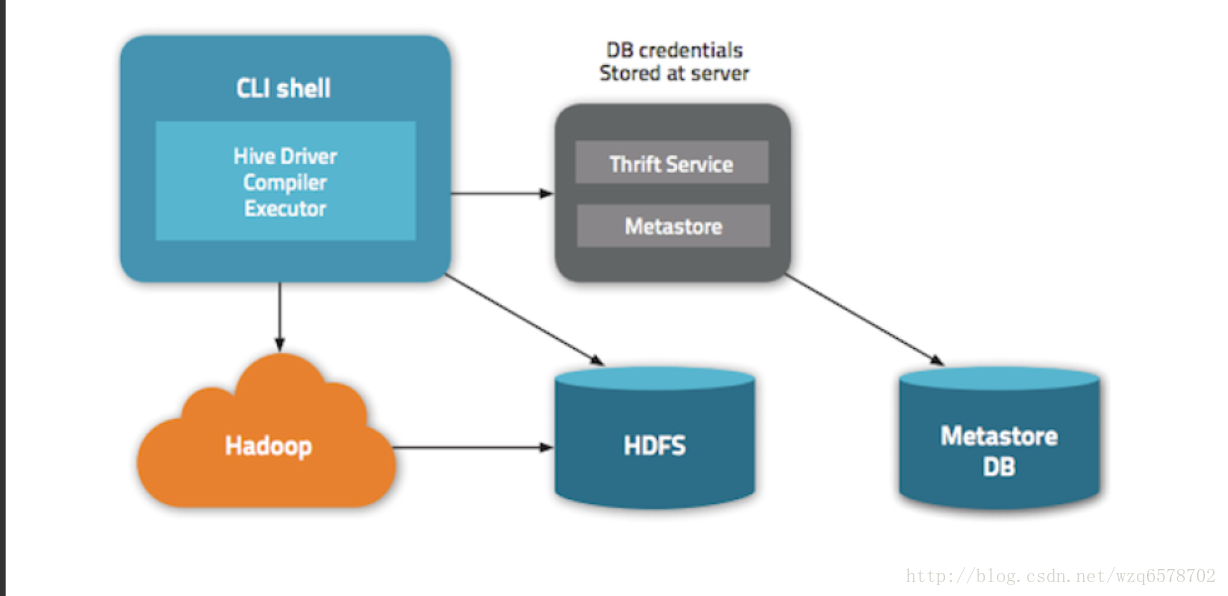 CLI shell
Hive Driver
Compiler
Executor
DB credentials
Stored at server
Thrift Service
Metastore
Hadoop
HDFS
Metastore
DB
http://blog.csdn.net/wzq6578702